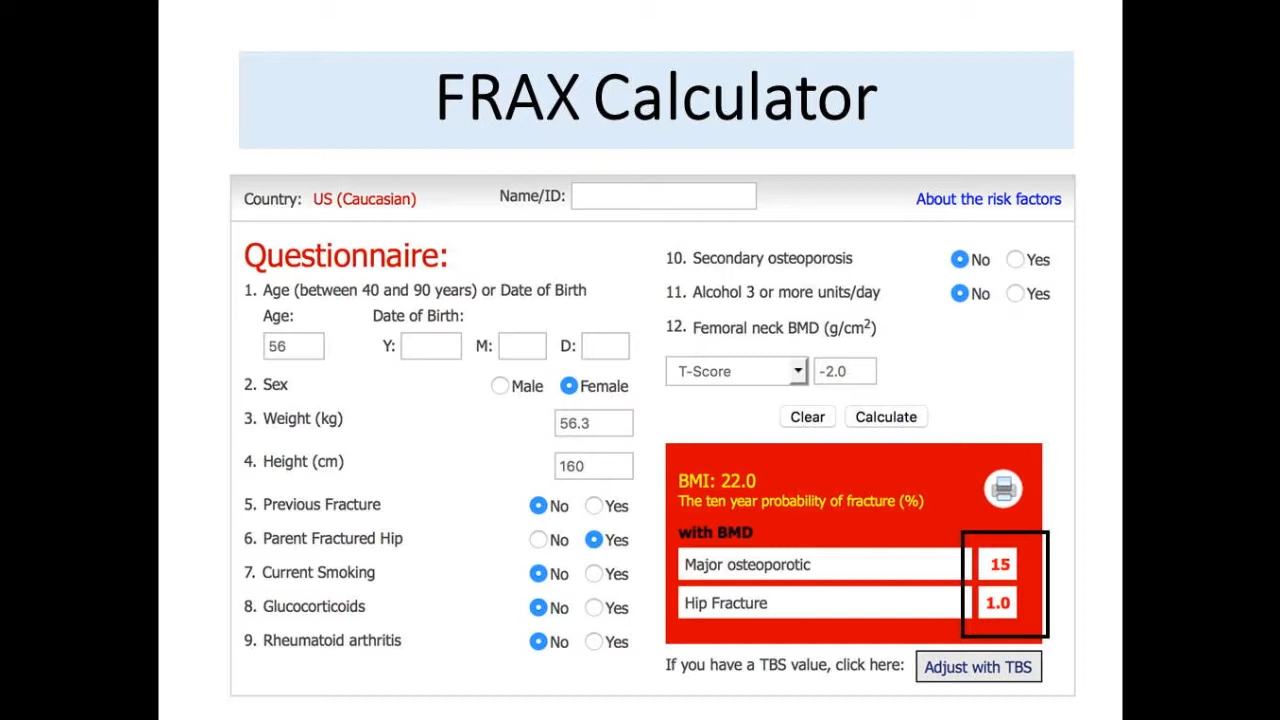 FRAX Calculator
Country: US (Caucasian) Name/ID: About the risk factors
Questionnaire:
1. Age (between 40 and 90 years) or Date of Birth
Age: Date of Birth:
56 Y: M: D:
2. Sex Male Female
3. Weight (kg) 56.3
4. Height (cm) 160
5. Previous Fracture No Yes
6. Parent Fractured Hip No Yes
7. Current Smoking No Yes
8. Glucocorticoids No Yes
9. Rheumatoid arthritis No Yes
10. Secondary osteoporosis No Yes
11. Alcohol 3 or more units/day No Yes
12. Femoral neck BMD (g/cm²)
T-Score -2.0
Clear Calculate
BMI: 22.0
The ten year probability of fracture (%)
with BMD
Major osteoporotic 15
Hip Fracture 1.0
If you have a TBS value, click here: Adjust with TBS